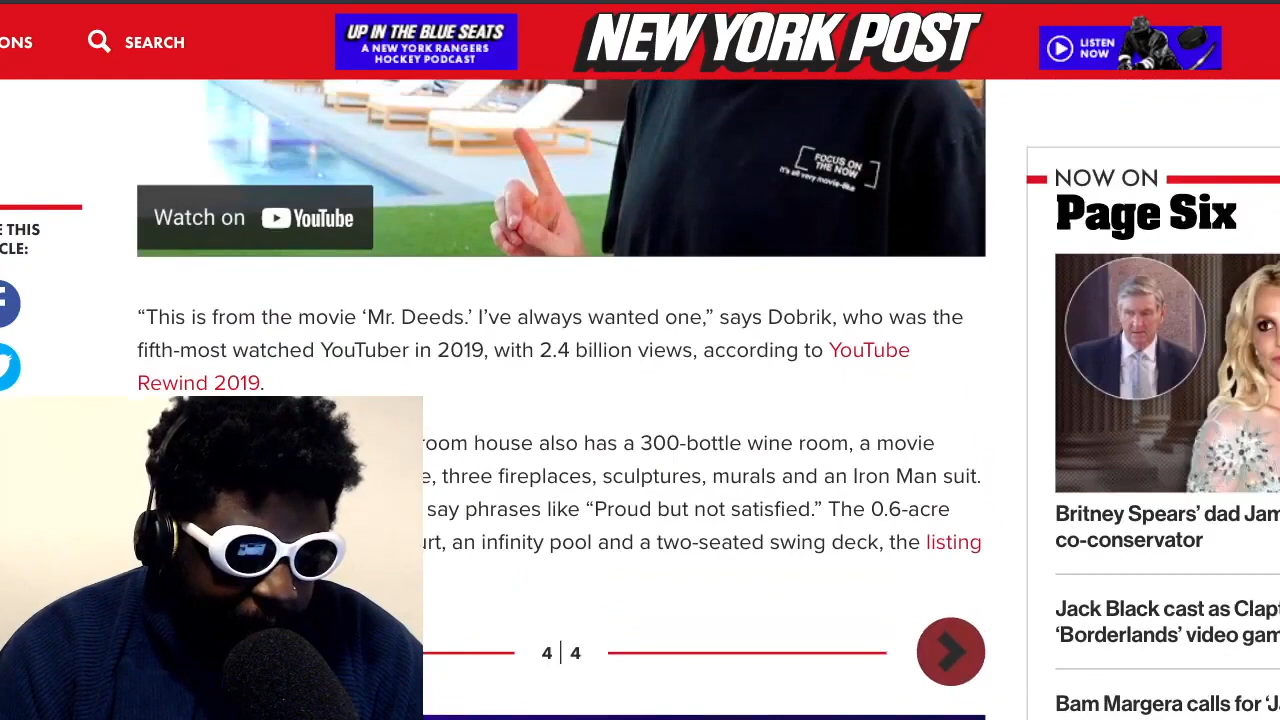 ONS
SEARCH
UP IN THE BLUE SEATS
A NEW YORK RANGERS
HOCKEY PODCAST
NEW YORK POST
LISTEN
NOW
FOCUS ON
THE NOW
it's all very movie-like
Watch on YouTube
E THIS
CLE:
“This is from the movie ‘Mr. Deeds.’ I’ve always wanted one,” says Dobrik, who was the
fifth-most watched YouTuber in 2019, with 2.4 billion views, according to YouTube
Rewind 2019.
room house also has a 300-bottle wine room, a movie
e, three fireplaces, sculptures, murals and an Iron Man suit.
say phrases like “Proud but not satisfied.” The 0.6-acre
urt, an infinity pool and a two-seated swing deck, the listing
4 | 4
NOW ON
Page Six
Britney Spears’ dad Jam
co-conservator
Jack Black cast as Clapt
‘Borderlands’ video gam
Bam Margera calls for ‘J